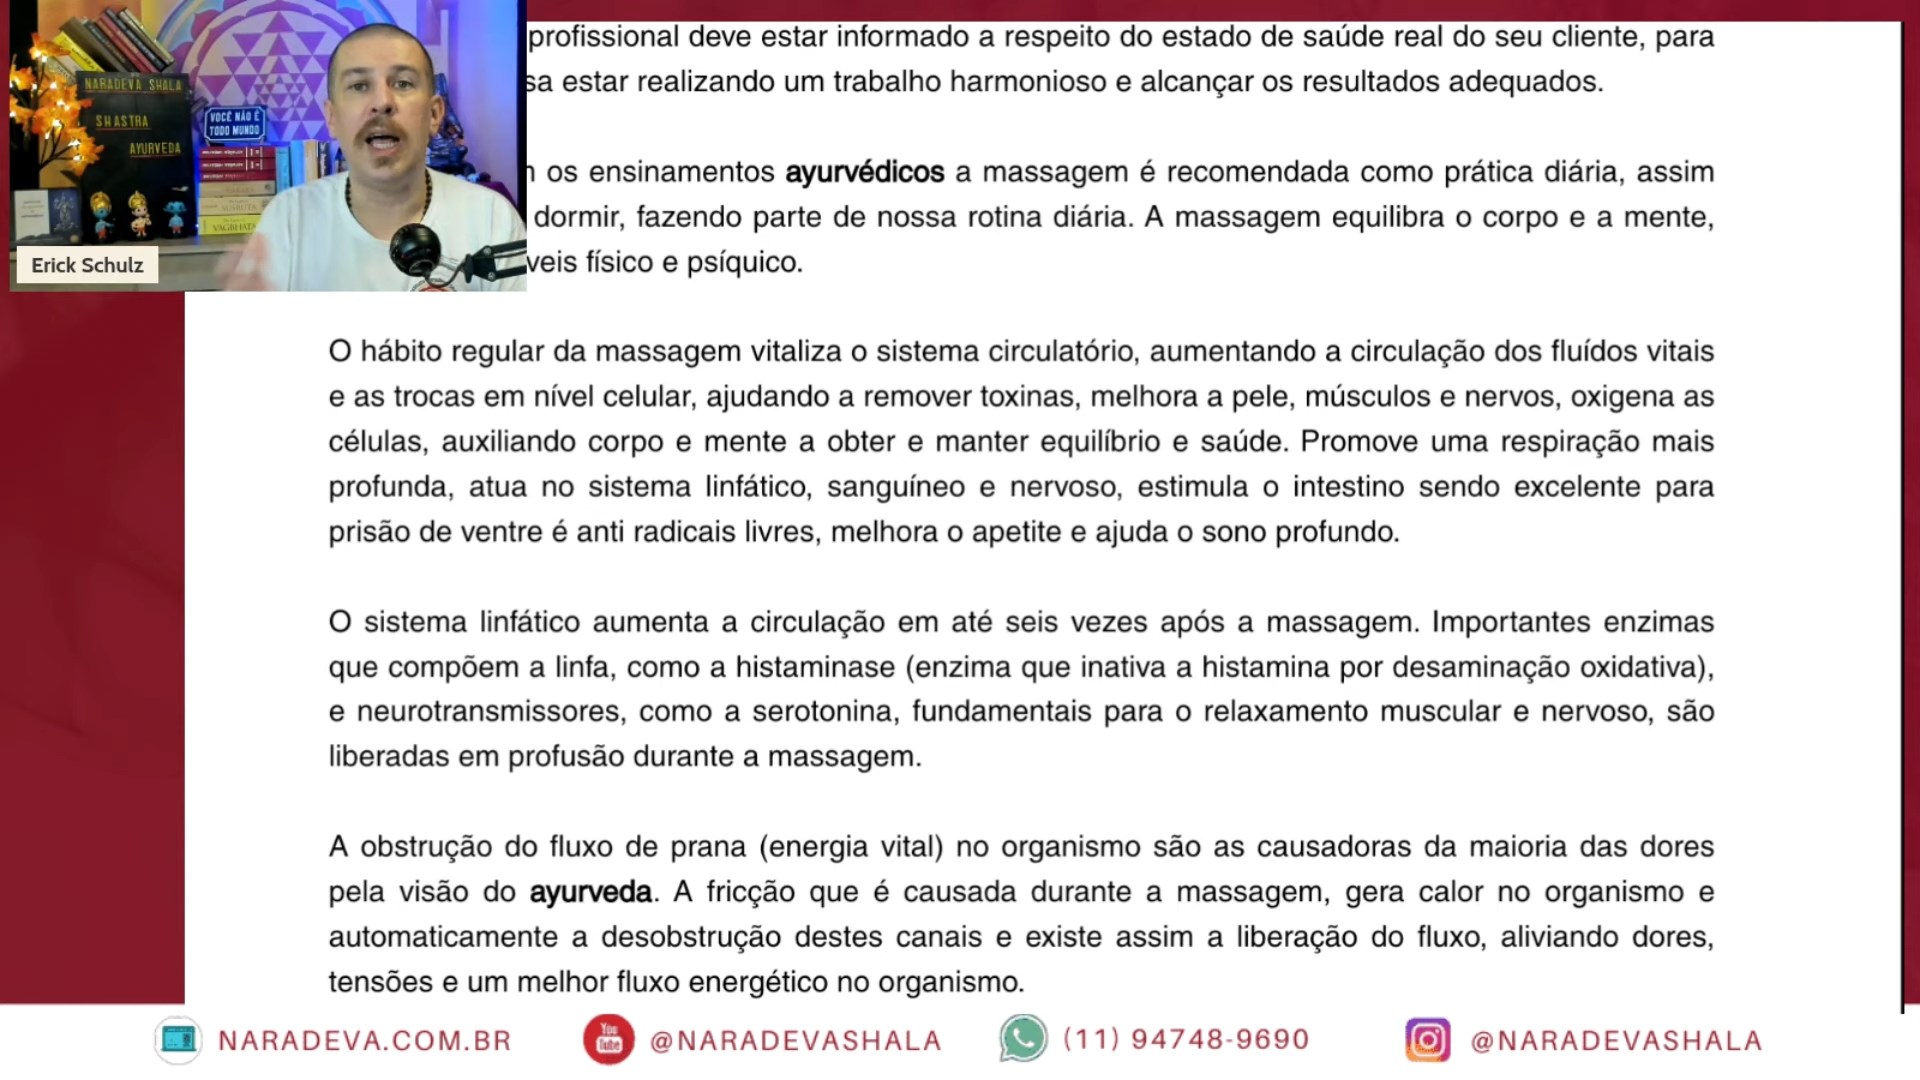 profissional deve estar informado a respeito do estado de saúde real do seu cliente, para
sa estar realizando um trabalho harmonioso e alcançar os resultados adequados.
NARADEVA SHALA
SHASTRA
AYURVEDA
VOCÊ NÃO É
TODO MUNDO
os ensinamentos ayurvédicos a massagem é recomendada como prática diária, assim
dormir, fazendo parte de nossa rotina diária. A massagem equilibra o corpo e a mente,
veis físico e psíquico.
SUSRUTA
VAGBHATA
Erick Schulz
O hábito regular da massagem vitaliza o sistema circulatório, aumentando a circulação dos fluídos vitais
e as trocas em nível celular, ajudando a remover toxinas, melhora a pele, músculos e nervos, oxigena as
células, auxiliando corpo e mente a obter e manter equilíbrio e saúde. Promove uma respiração mais
profunda, atua no sistema linfático, sanguíneo e nervoso, estimula o intestino sendo excelente para
prisão de ventre é anti radicais livres, melhora o apetite e ajuda o sono profundo.
O sistema linfático aumenta a circulação em até seis vezes após a massagem. Importantes enzimas
que compõem a linfa, como a histaminase (enzima que inativa a histamina por desaminação oxidativa),
e neurotransmissores, como a serotonina, fundamentais para o relaxamento muscular e nervoso, são
liberadas em profusão durante a massagem.
A obstrução do fluxo de prana (energia vital) no organismo são as causadoras da maioria das dores
pela visão do ayurveda. A fricção que é causada durante a massagem, gera calor no organismo e
automaticamente a desobstrução destes canais e existe assim a liberação do fluxo, aliviando dores,
tensões e um melhor fluxo energético no organismo.
NARADEVA.COM.BR
You Tube
@NARADEVASHALA
(11) 94748-9690
@NARADEVASHALA